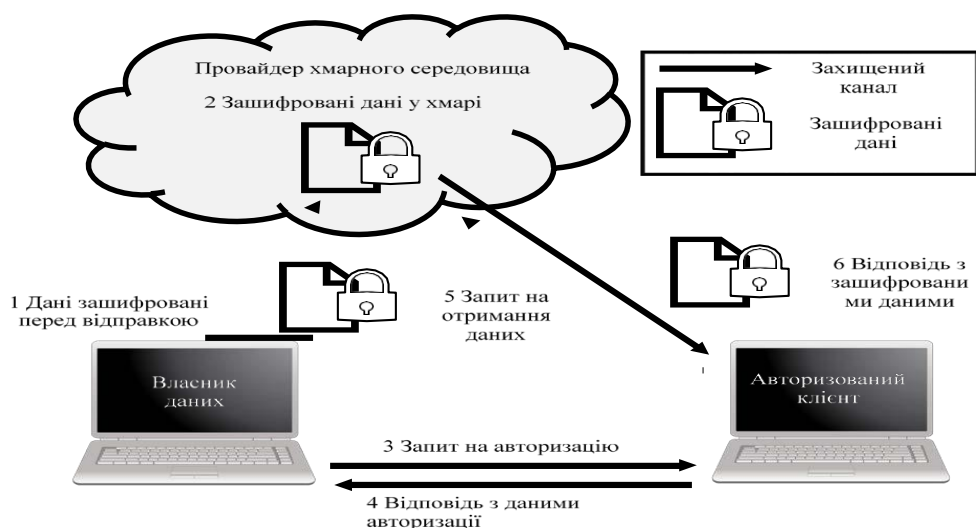 Провайдер хмарного середовища
2 Зашифровані дані у хмарі
Захищений
канал
Зашифровані
дані
1 Дані зашифровані
перед відправкою
5 Запит на
отримання
даних
6 Відповідь з
зашифровани
ми даними
Власник
даних
Авторизований
клієнт
3 Запит на авторизацію
4 Відповідь з даними
авторизації